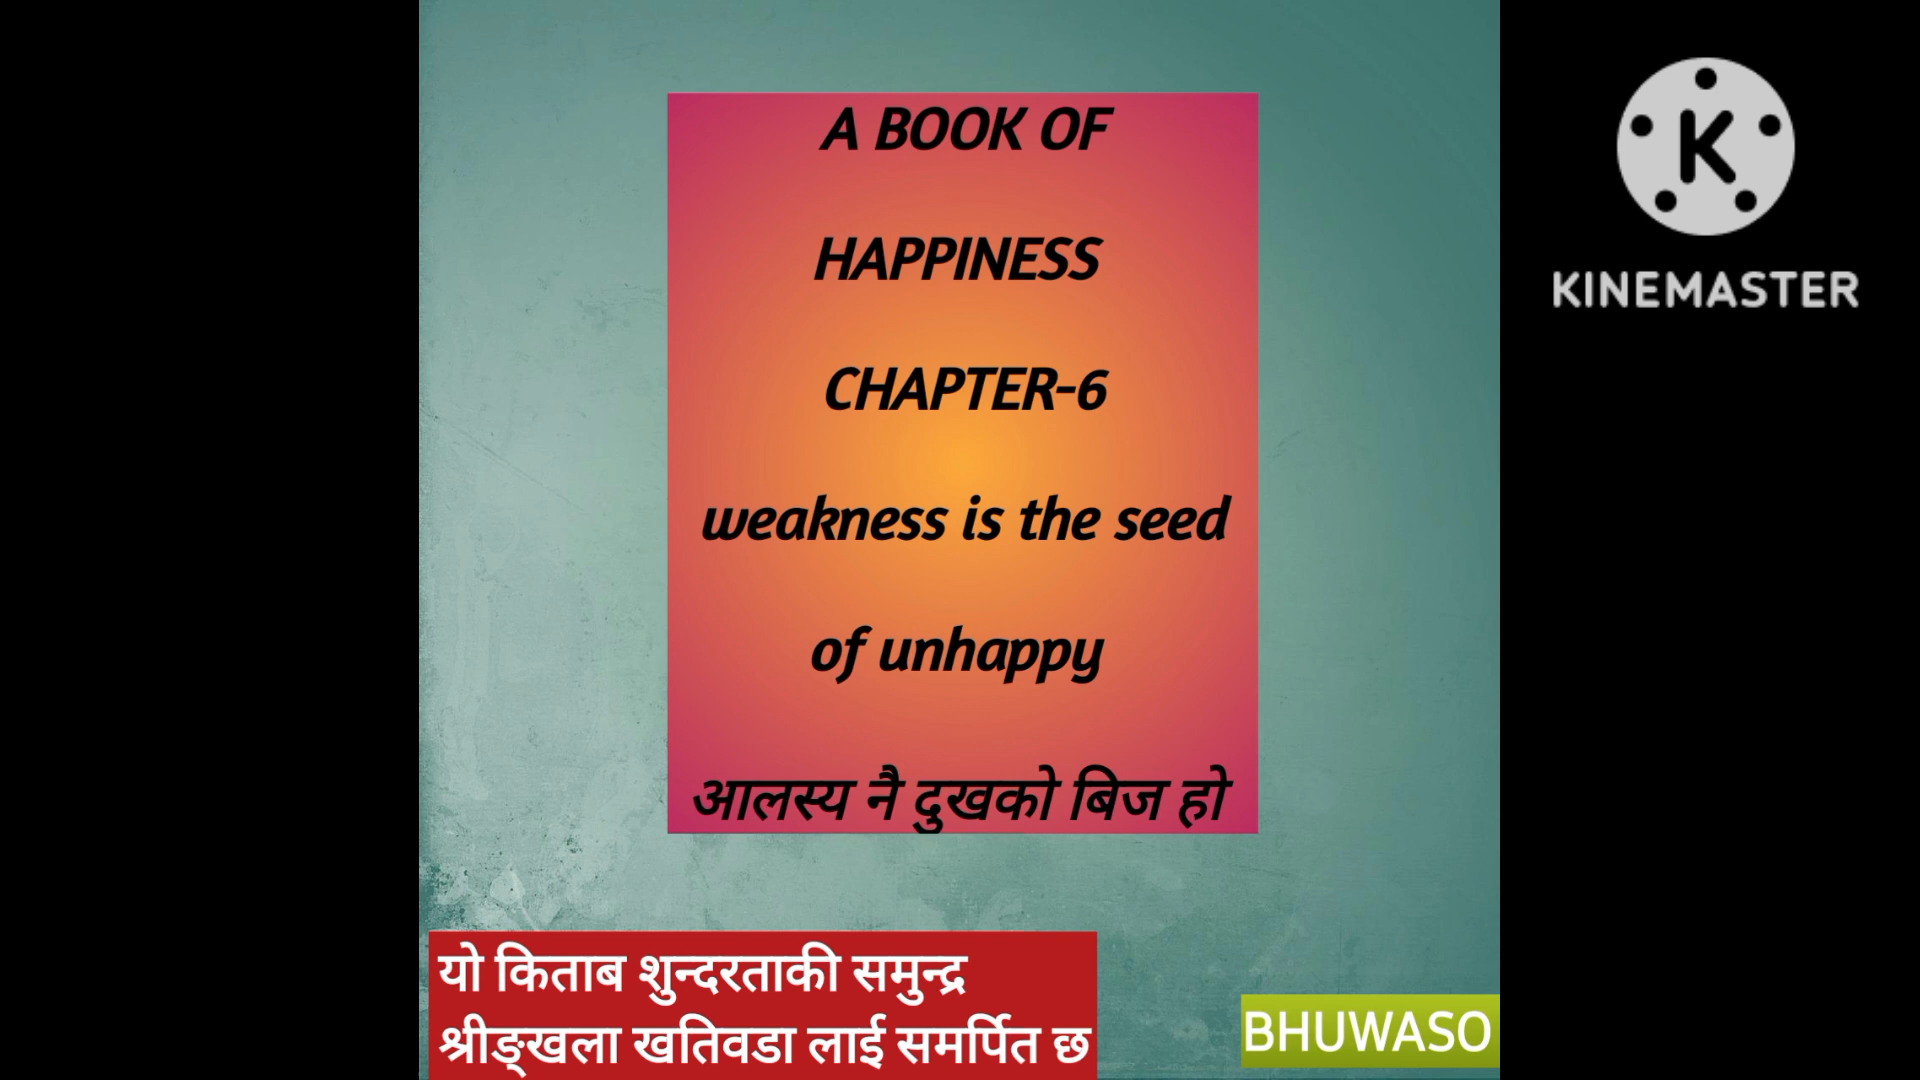 A BOOK OF
HAPPINESS
CHAPTER-6
weakness is the seed
of unhappy
आलस्य नै दुखको बिज हो
यो किताब शुन्दरताकी समुन्द्र
श्रीङ्खला खतिवडा लाई समर्पित छ
BHUWASO
K
KINEMASTER